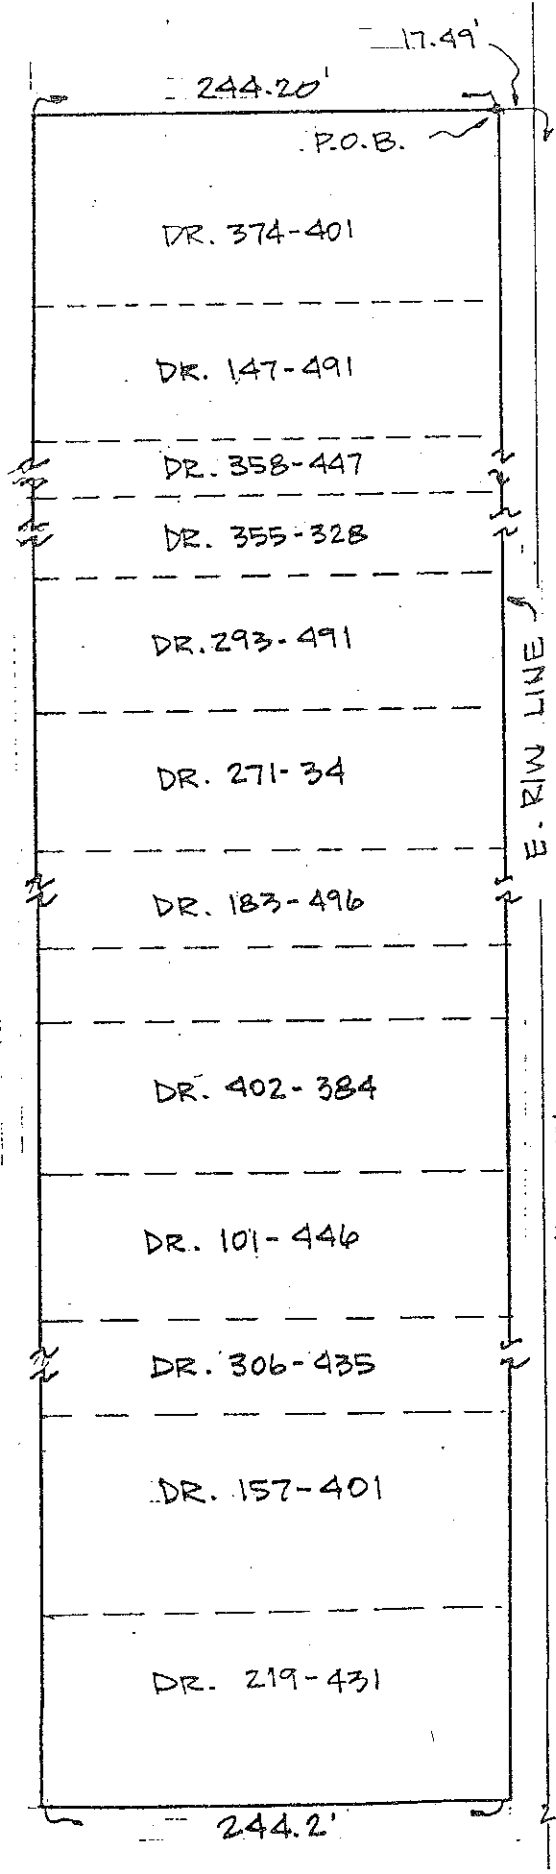 17.49'
244.20'
P.O.B.
DR. 374-401
DR. 147-491
DR. 358-447
DR. 355-328
DR. 293-491
E. R/W LINE
DR. 271-34
DR. 183-496
DR. 402-384
DR. 101-446
DR. 306-435
DR. 157-401
DR. 219-431
244.2'